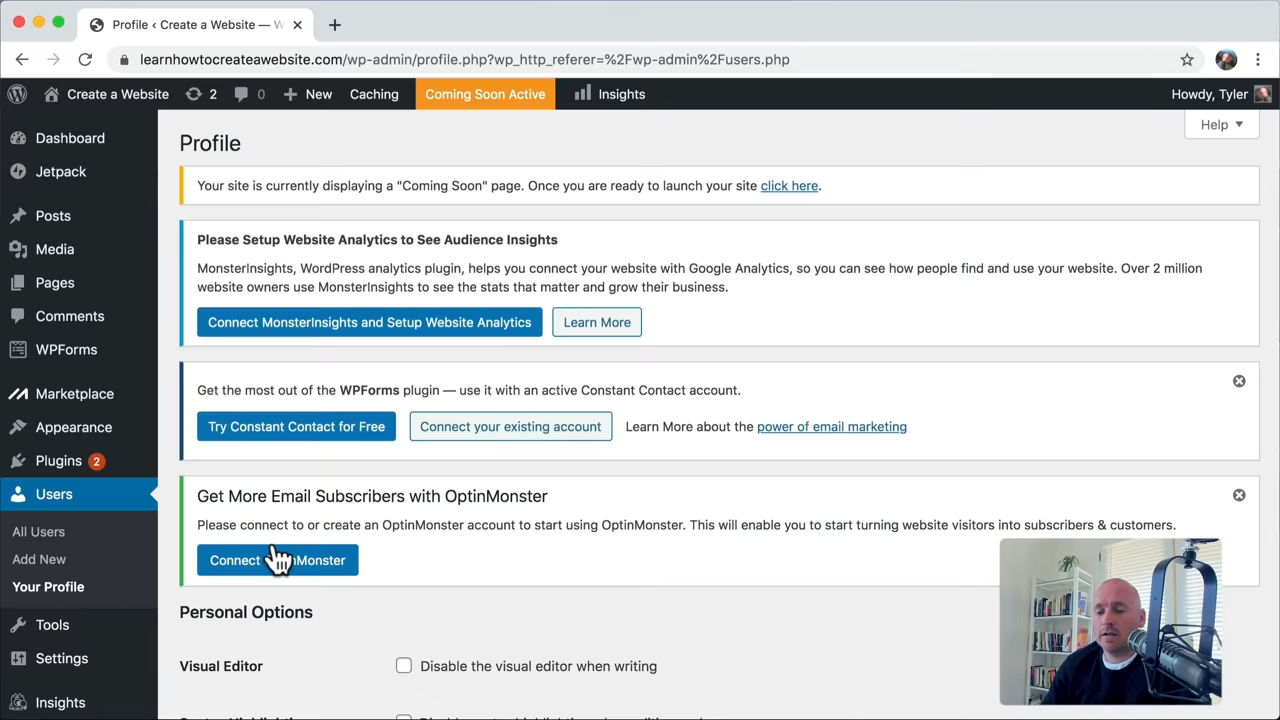 Profile ‹ Create a Website — W
learnhowtocreateawebsite.com/wp-admin/profile.php?wp_http_referer=%2Fwp-admin%2Fusers.php
Create a Website 2 0 New Caching Coming Soon Active Insights Howdy, Tyler
Help
Dashboard
Jetpack
Posts
Media
Pages
Comments
WPForms
Marketplace
Appearance
Plugins 2
Users
All Users
Add New
Your Profile
Tools
Settings
Insights
Profile
Your site is currently displaying a "Coming Soon" page. Once you are ready to launch your site click here.
Please Setup Website Analytics to See Audience Insights
MonsterInsights, WordPress analytics plugin, helps you connect your website with Google Analytics, so you can see how people find and use your website. Over 2 million
website owners use MonsterInsights to see the stats that matter and grow their business.
Connect MonsterInsights and Setup Website Analytics Learn More
Get the most out of the WPForms plugin — use it with an active Constant Contact account.
Try Constant Contact for Free Connect your existing account Learn More about the power of email marketing
Get More Email Subscribers with OptinMonster
Please connect to or create an OptinMonster account to start using OptinMonster. This will enable you to start turning website visitors into subscribers & customers.
Connect nMonster
Personal Options
Visual Editor Disable the visual editor when writing